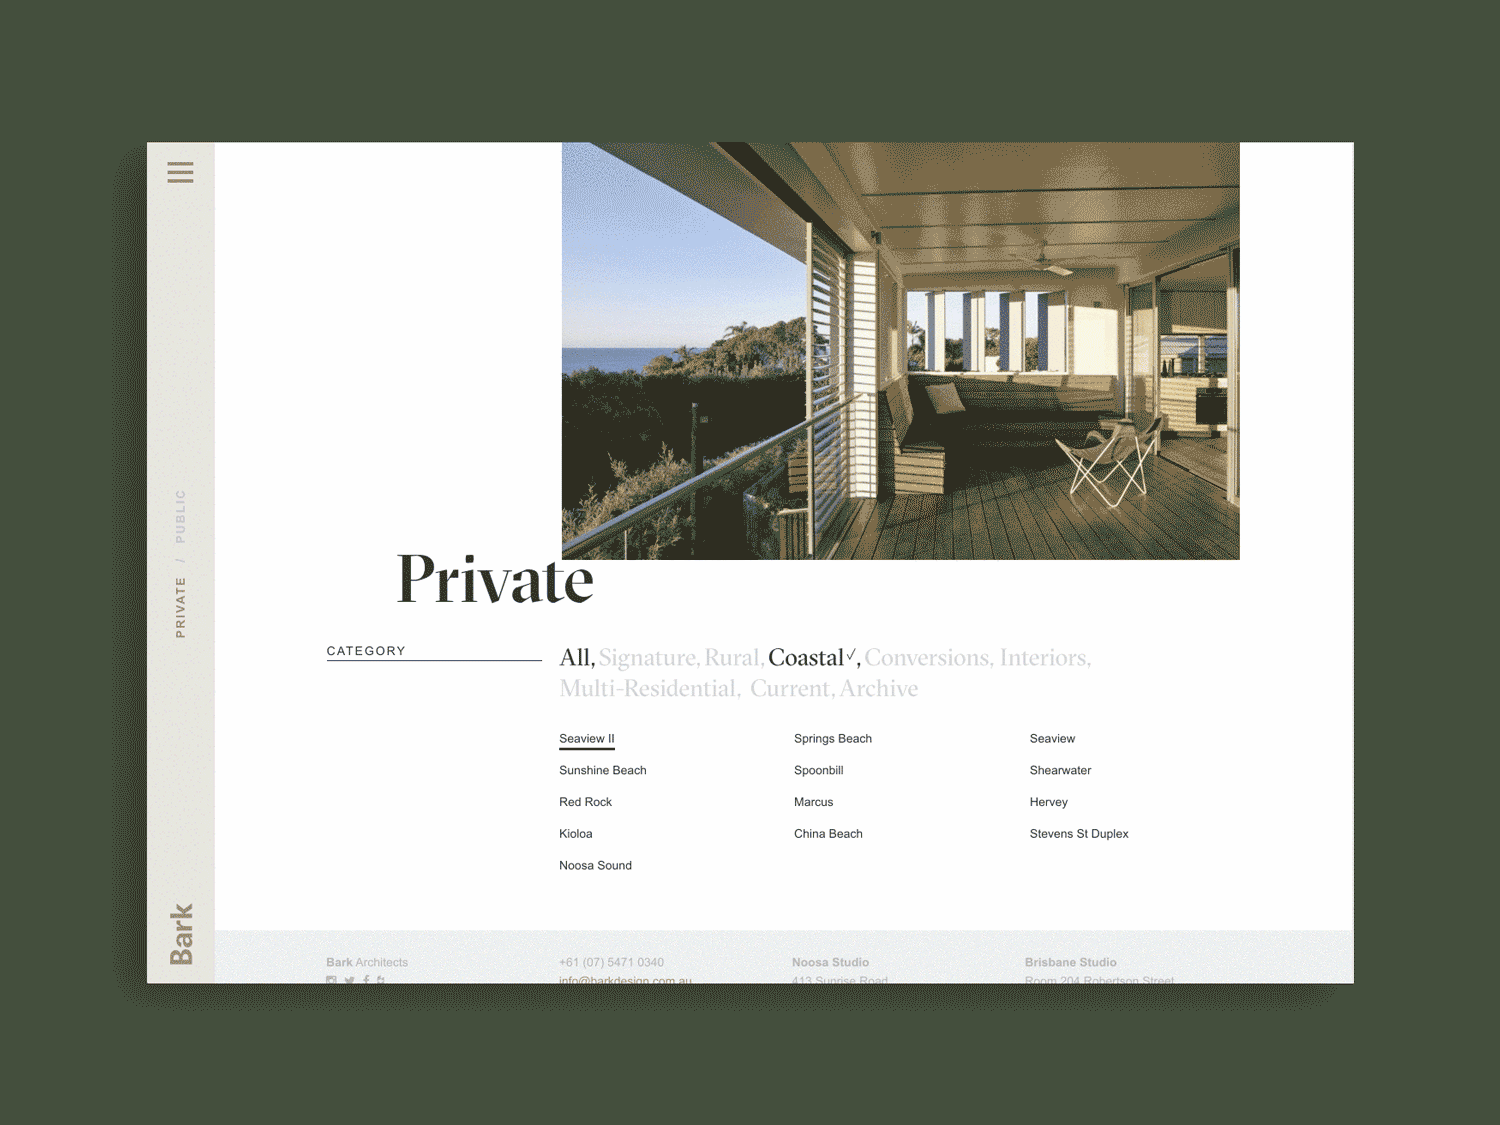 PRIVATE / PUBLIC
Bark
Private
CATEGORY
All, Signature, Rural, Coastal✓, Conversions, Interiors,
Multi-Residential, Current, Archive
Seaview II
Springs Beach
Seaview
Sunshine Beach
Spoonbill
Shearwater
Red Rock
Marcus
Hervey
Kioloa
China Beach
Stevens St Duplex
Noosa Sound
Bark Architects
+61 (07) 5471 0340
Noosa Studio
Brisbane Studio
info@barkdesign.com.au
413 Sunrise Road
Room 204 Robertson Street